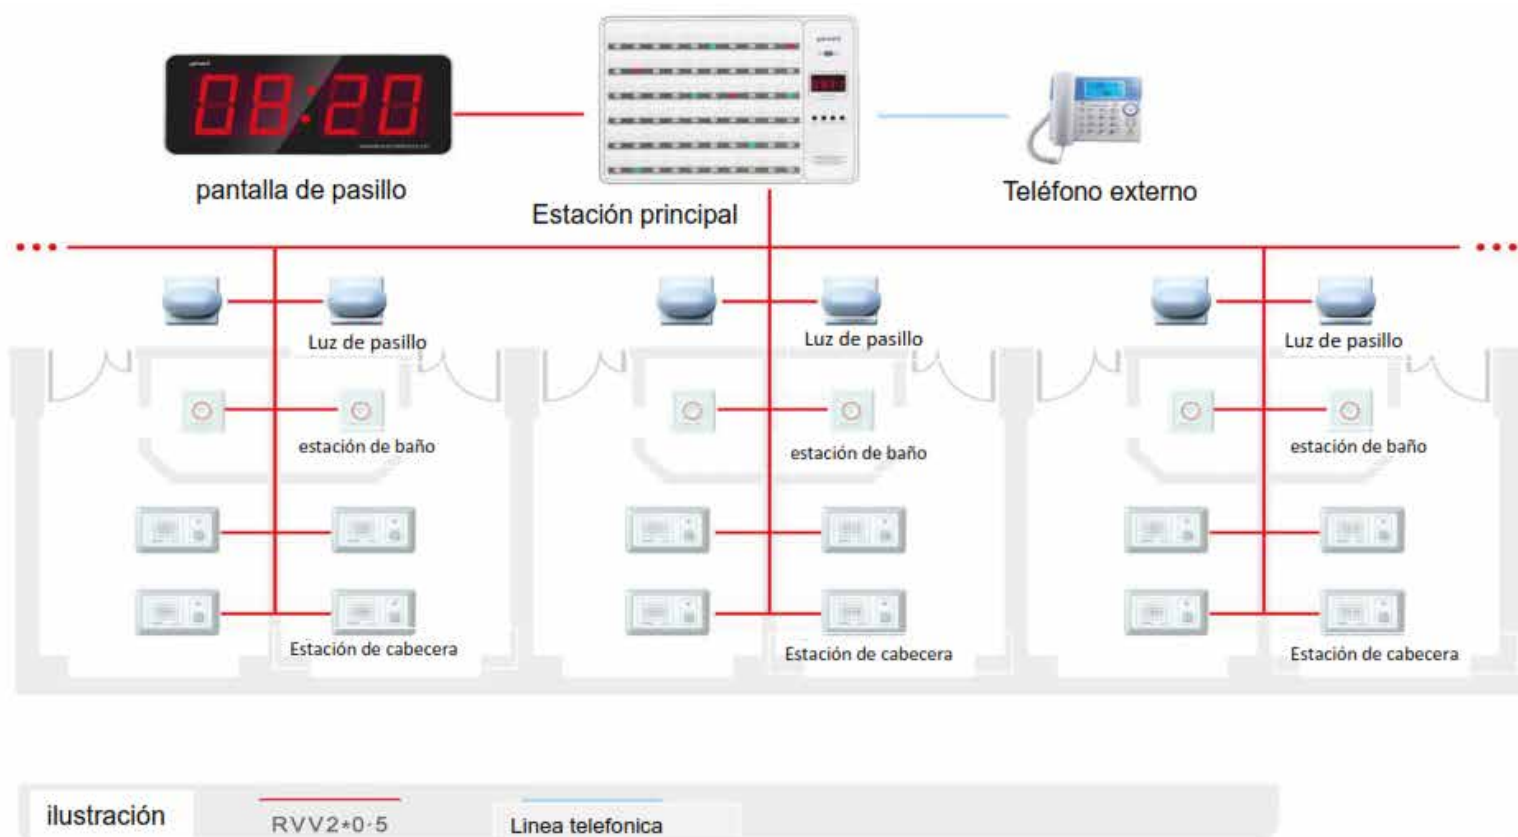 08:20
pantalla de pasillo
Estación principal
Teléfono externo
Luz de pasillo
Luz de pasillo
Luz de pasillo
estación de baño
estación de baño
estación de baño
Estación de cabecera
Estación de cabecera
Estación de cabecera
ilustración
RVV2*0·5
Linea telefonica